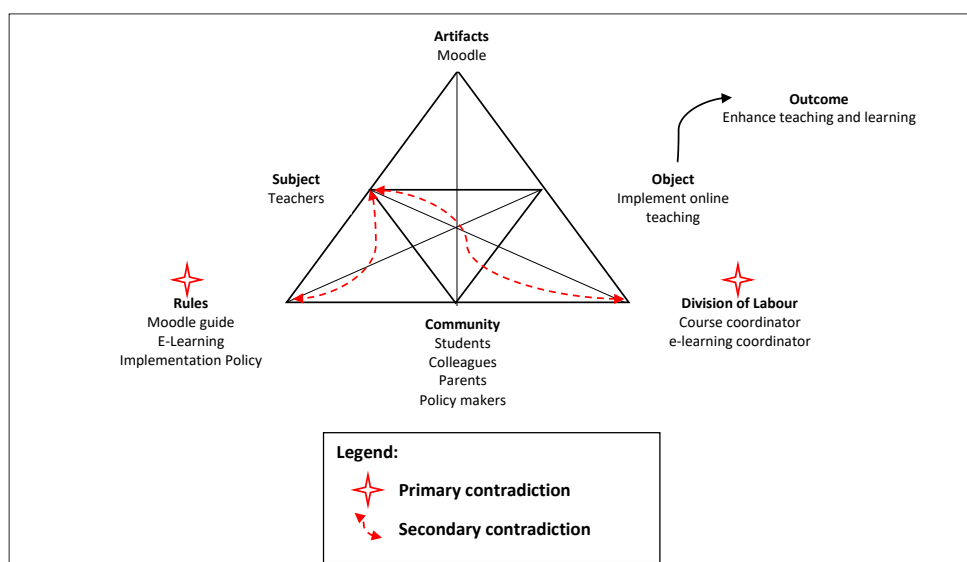 Artifacts
Moodle
Outcome
Enhance teaching and learning
Subject
Teachers
Object
Implement online
teaching
Rules
Moodle guide
E-Learning
Implementation Policy
Community
Students
Colleagues
Parents
Policy makers
Division of Labour
Course coordinator
e-learning coordinator
Legend:
Primary contradiction
Secondary contradiction